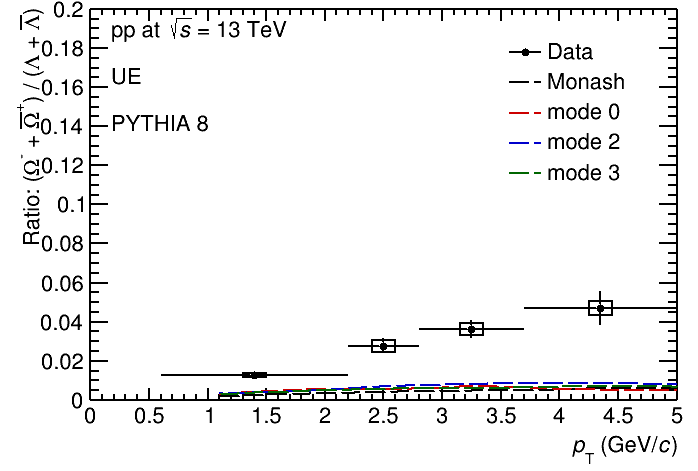 Ratio: (Ω⁻ + Ω̅⁺) / (Λ + Λ̅)
0.2
0.18
0.16
0.14
0.12
0.1
0.08
0.06
0.04
0.02
0
pp at √s = 13 TeV
UE
PYTHIA 8
Data
Monash
mode 0
mode 2
mode 3
0 0.5 1 1.5 2 2.5 3 3.5 4 4.5 5
p_T (GeV/c)